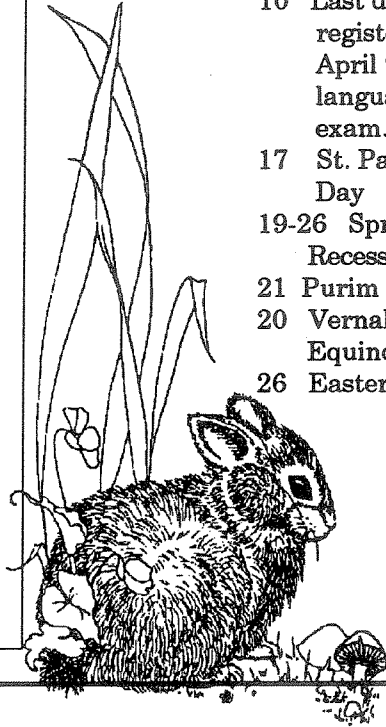 10 Last d
regist
April
langua
exam.
17 St. Pa
Day
19-26 Spr
Recess
21 Purim
20 Vernal
Equino
26 Easter